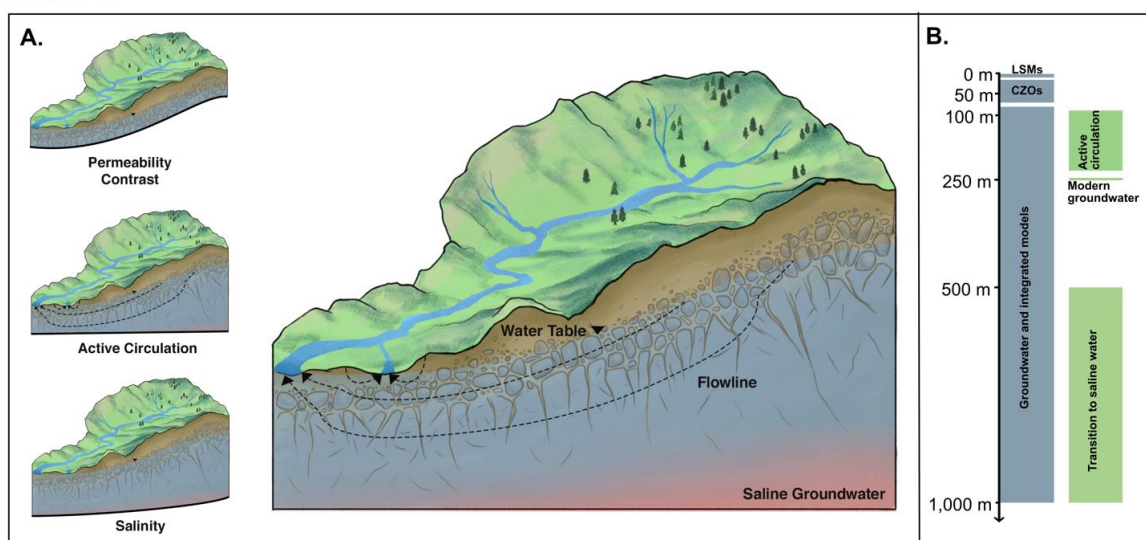 A.
Permeability
Contrast
Active Circulation
Salinity
Water Table
Flowline
Saline Groundwater
B.
LSMs
0 m
CZOs
50 m
100 m
250 m
500 m
1,000 m
Groundwater and integrated models
Active
circulation
Modern
groundwater
Transition to saline water